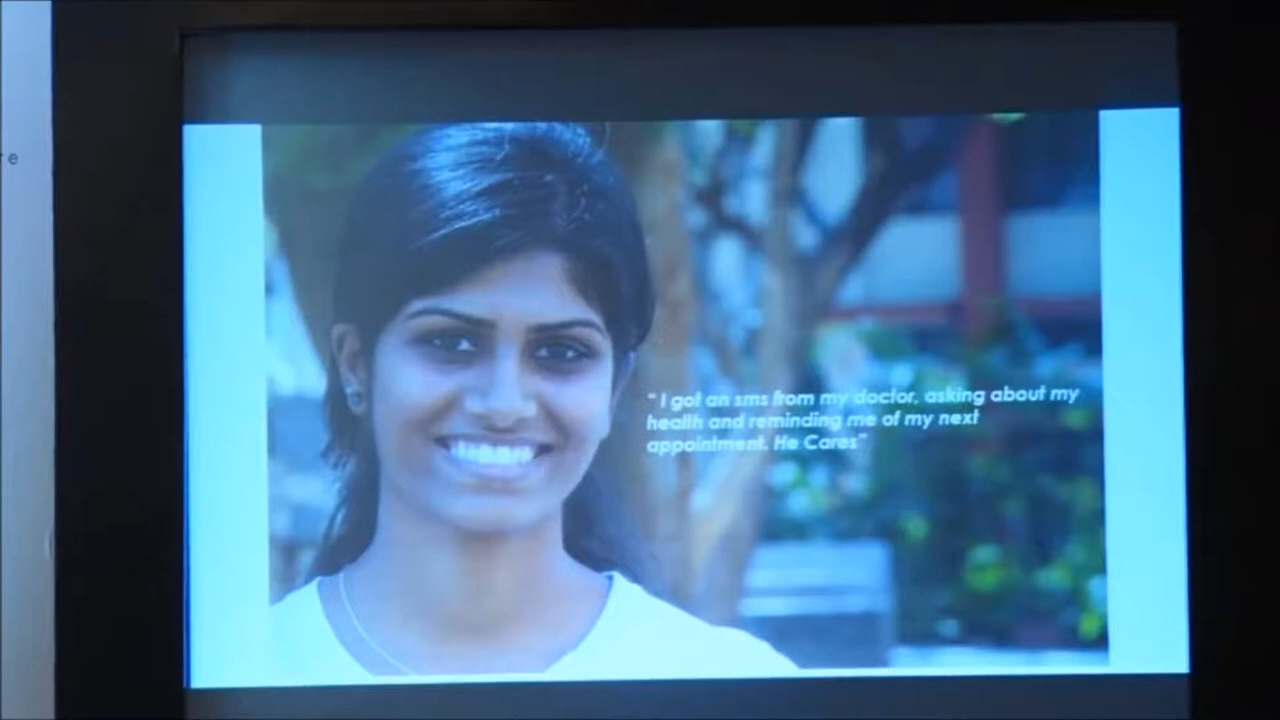 re
" I got an sms from my doctor, asking about my
health and reminding me of my next
appointment. He Cares"